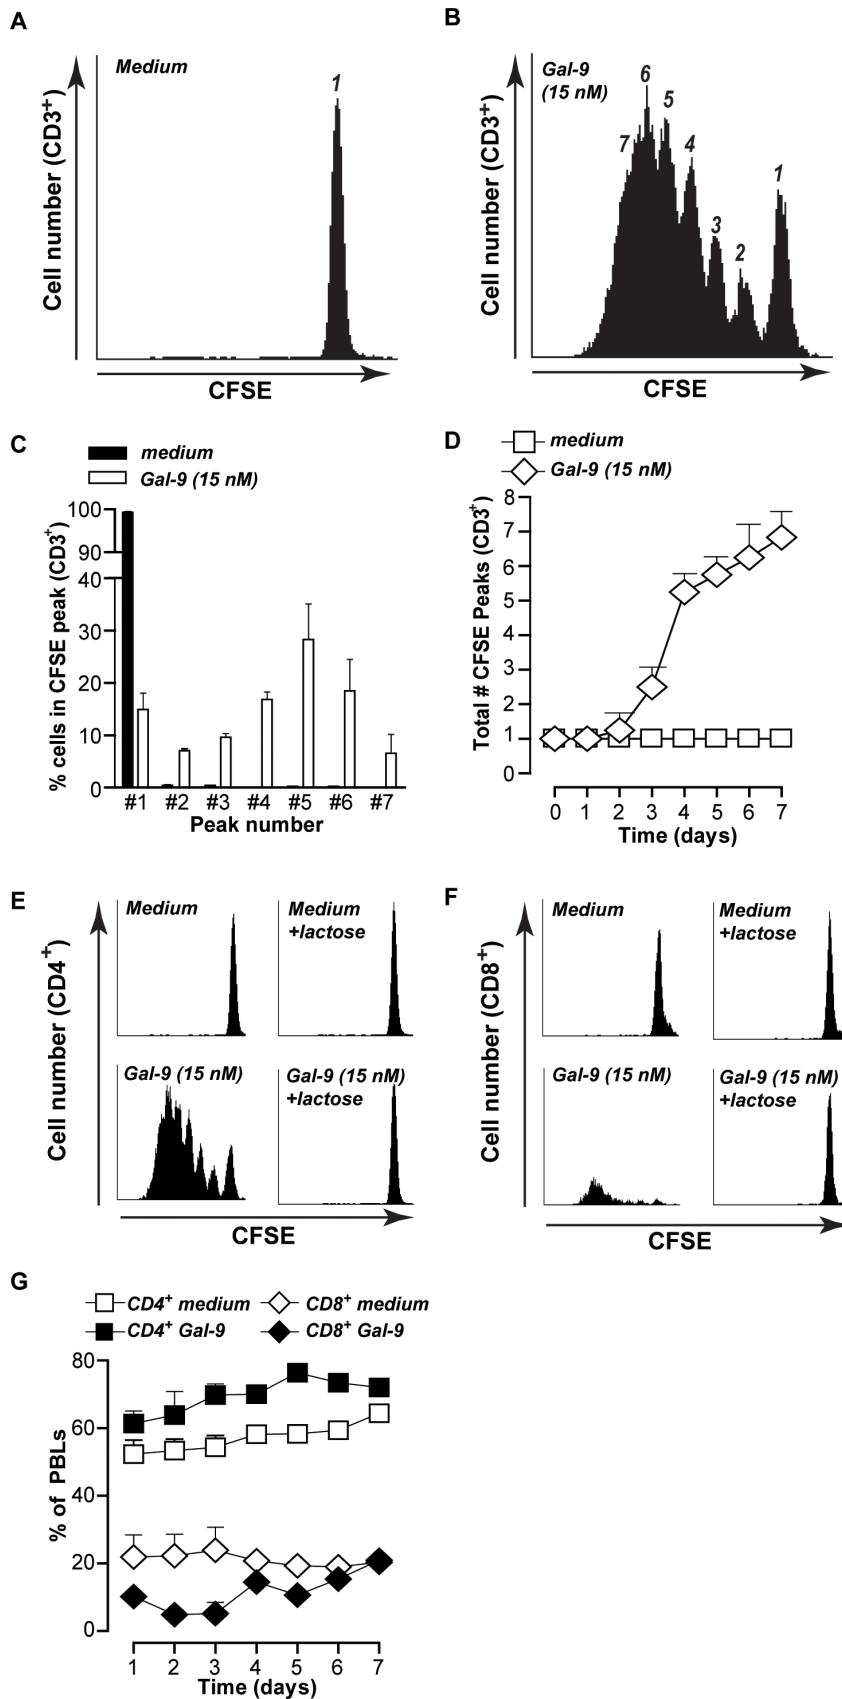 A
Medium
1
Cell number (CD3+)
CFSE
B
Gal-9
(15 nM)
7
6
5
4
3
2
1
Cell number (CD3+)
CFSE
C
medium
Gal-9 (15 nM)
% cells in CFSE peak (CD3+)
100
90
40
30
20
10
0
#1 #2 #3 #4 #5 #6 #7
Peak number
D
medium
Gal-9 (15 nM)
Total # CFSE Peaks (CD3+)
8
7
6
5
4
3
2
1
0
0 1 2 3 4 5 6 7
Time (days)
E
Cell number (CD4+)
Medium
Medium
+lactose
Gal-9 (15 nM)
Gal-9 (15 nM)
+lactose
CFSE
F
Cell number (CD8+)
Medium
Medium
+lactose
Gal-9 (15 nM)
Gal-9 (15 nM)
+lactose
CFSE
G
CD4+ medium CD8+ medium
CD4+ Gal-9 CD8+ Gal-9
% of PBLs
80
60
40
20
0
1 2 3 4 5 6 7
Time (days)